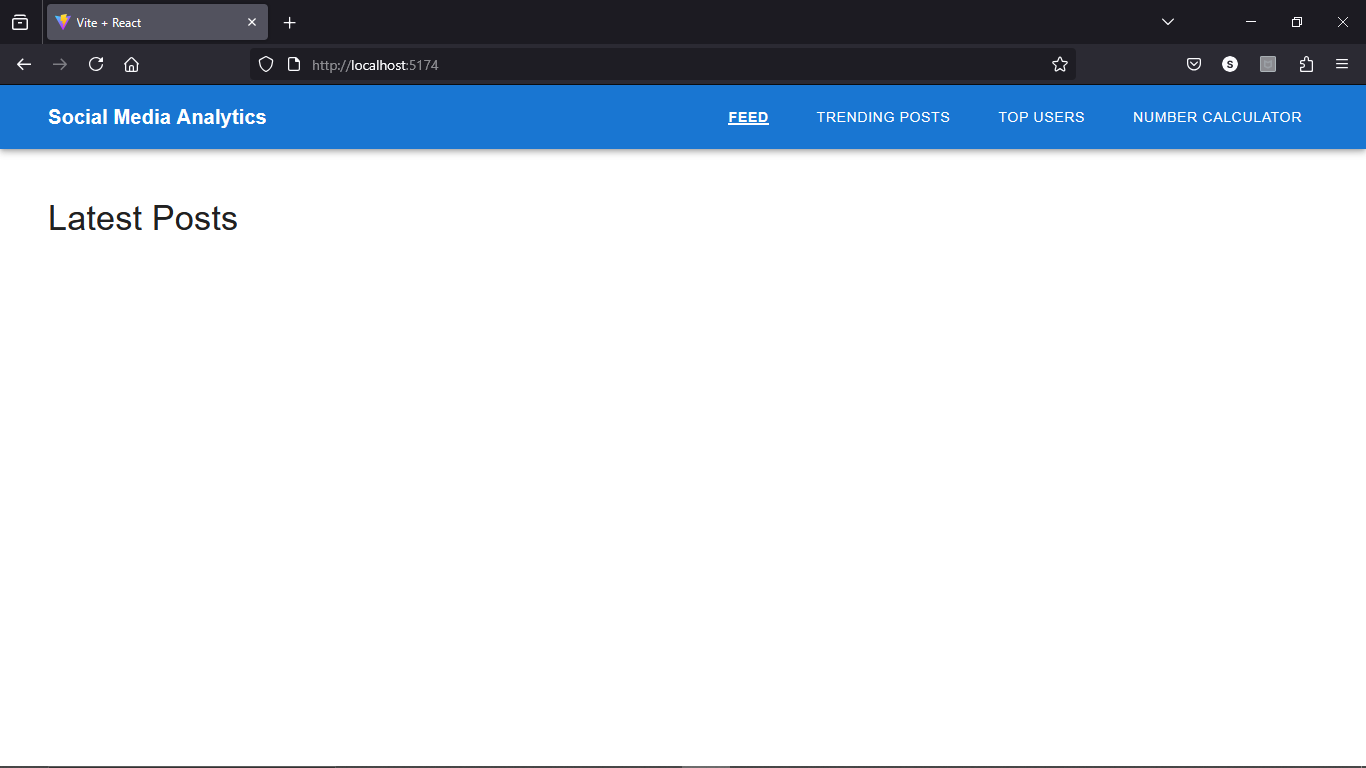 Vite + React
http://localhost:5174
S
Social Media Analytics
FEED
TRENDING POSTS
TOP USERS
NUMBER CALCULATOR
Latest Posts